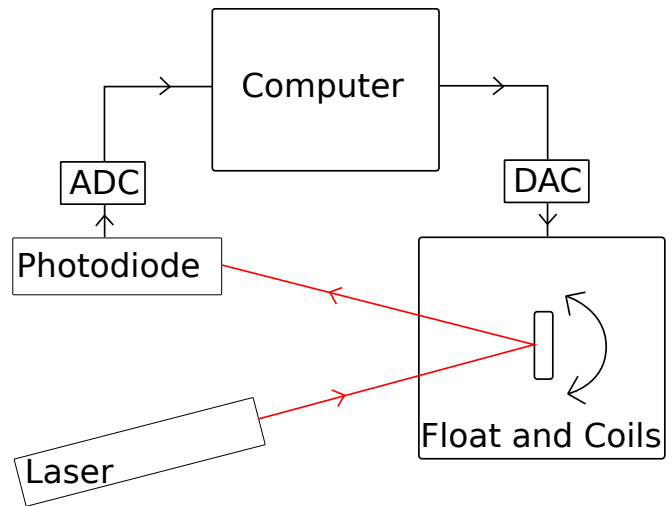 Computer
ADC
DAC
Photodiode
Float and Coils
Laser